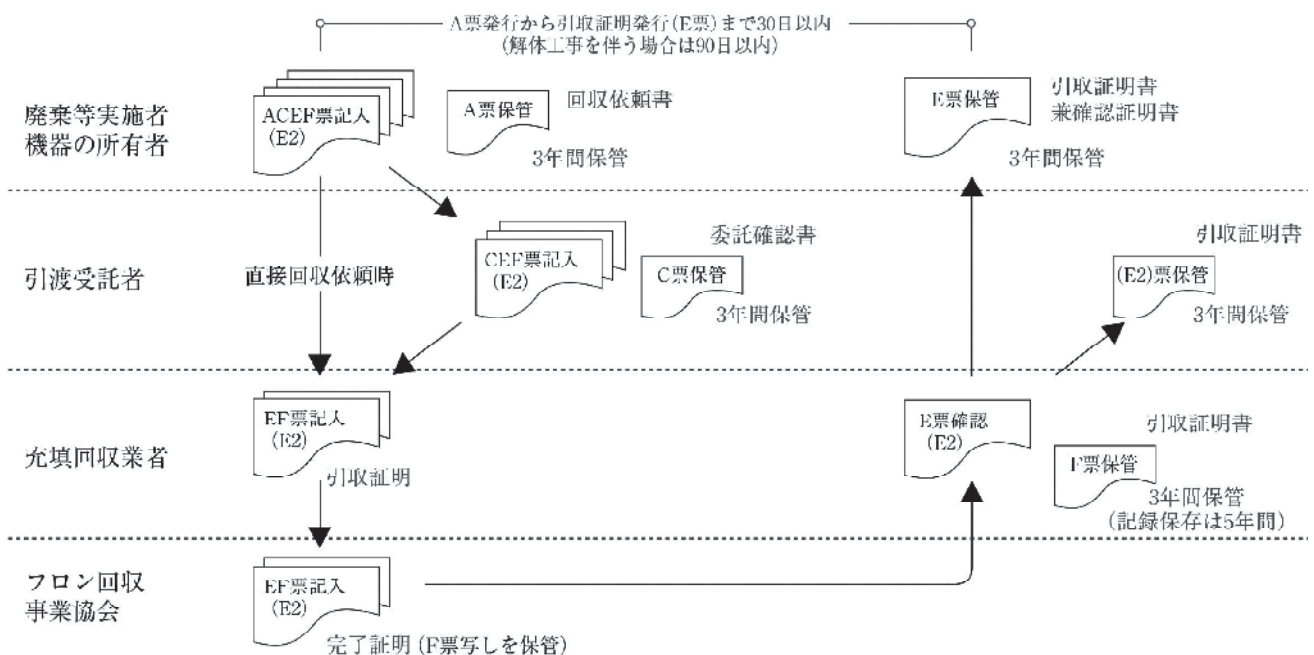 A票発行から引取証明発行(E票)まで30日以内
(解体工事を伴う場合は90日以内)
廃棄等実施者
機器の所有者
ACEF票記入
(E2)
A票保管
回収依頼書
3年間保管
E票保管
引取証明書
兼確認証明書
3年間保管
引渡受託者
直接回収依頼時
CEF票記入
(E2)
委託確認書
C票保管
3年間保管
引取証明書
(E2)票保管
3年間保管
充填回収業者
EF票記入
(E2)
引取証明
E票確認
(E2)
引取証明書
F票保管
3年間保管
(記録保存は5年間)
フロン回収
事業協会
EF票記入
(E2)
完了証明 (F票写しを保管)